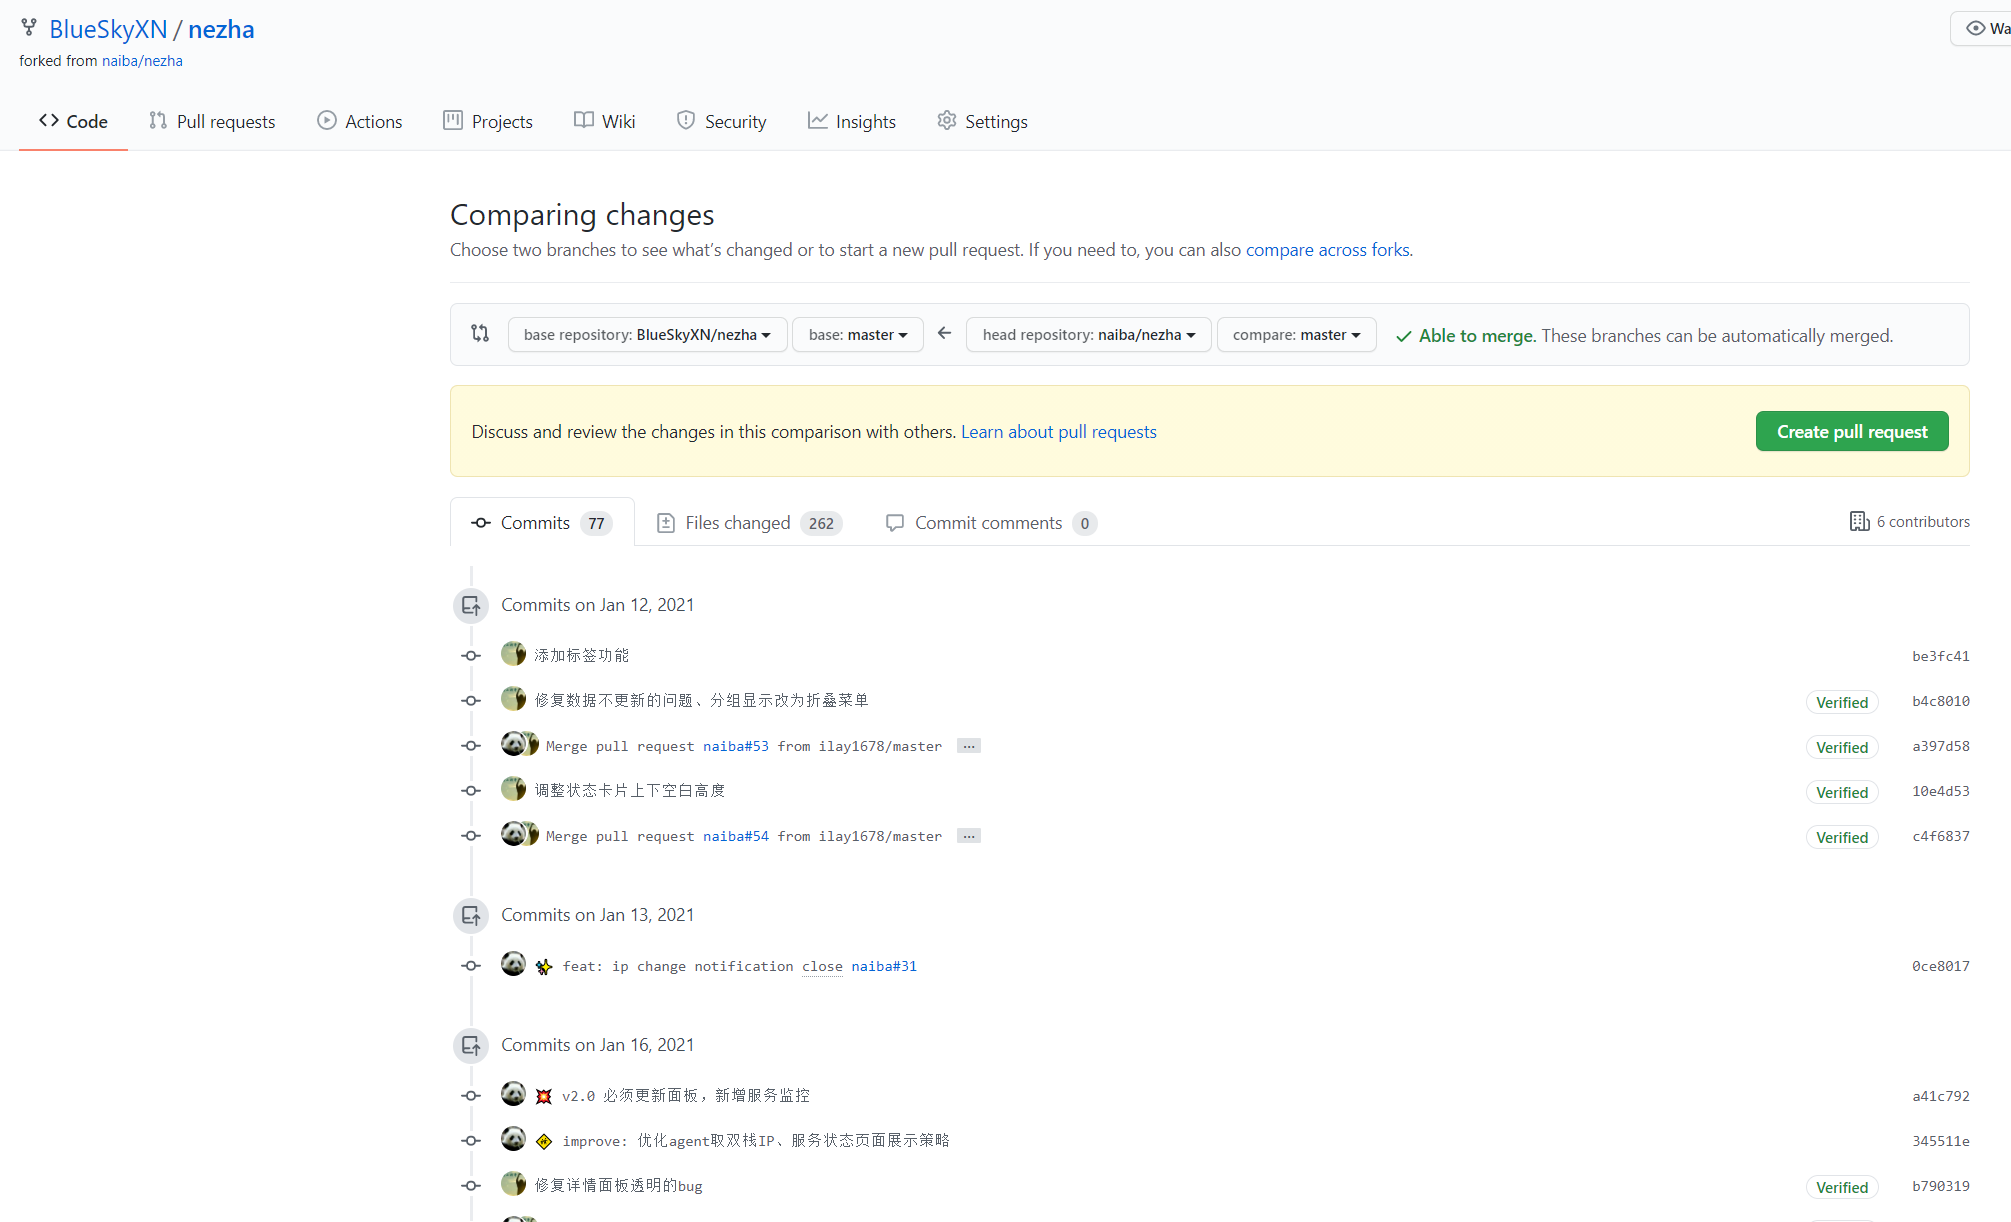 BlueSkyXN / nezha
Wa
forked from naiba/nezha
Code Pull requests Actions Projects Wiki Security Insights Settings
Comparing changes
Choose two branches to see what's changed or to start a new pull request. If you need to, you can also compare across forks.
base repository: BlueSkyXN/nezha base: master head repository: naiba/nezha compare: master Able to merge. These branches can be automatically merged.
Discuss and review the changes in this comparison with others. Learn about pull requests Create pull request
Commits 77 Files changed 262 Commit comments 0 6 contributors
Commits on Jan 12, 2021
添加标签功能 be3fc41
修复数据不更新的问题、分组显示改为折叠菜单 Verified b4c8010
Merge pull request naiba#53 from ilay1678/master … Verified a397d58
调整状态卡片上下空白高度 Verified 10e4d53
Merge pull request naiba#54 from ilay1678/master … Verified c4f6837
Commits on Jan 13, 2021
feat: ip change notification close naiba#31 0ce8017
Commits on Jan 16, 2021
v2.0 必须更新面板，新增服务监控 a41c792
improve: 优化agent取双栈IP、服务状态页面展示策略 345511e
修复详情面板透明的bug Verified b790319